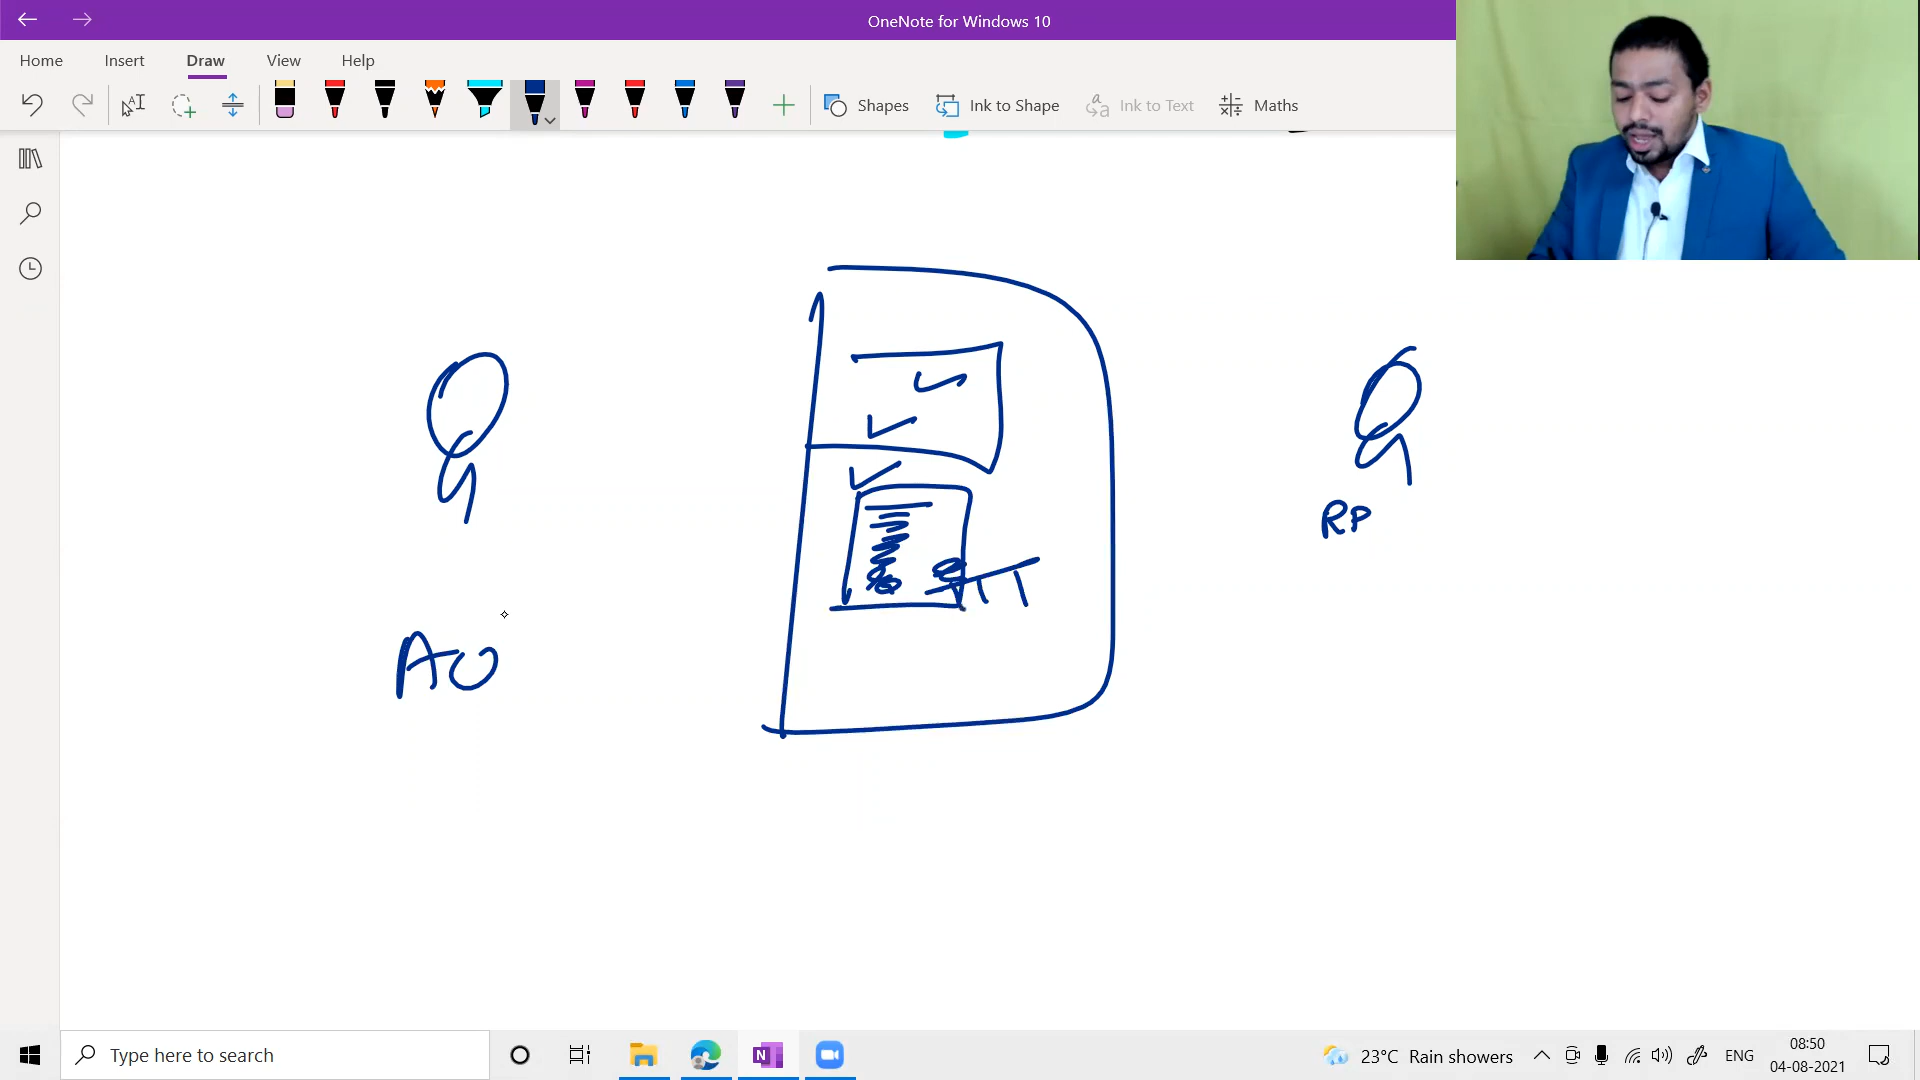 OneNote for Windows 10
Home Insert Draw View Help
Shapes Ink to Shape Ink to Text Maths
RP
AO
Type here to search
23°C Rain showers ENG 08:50
04-08-2021